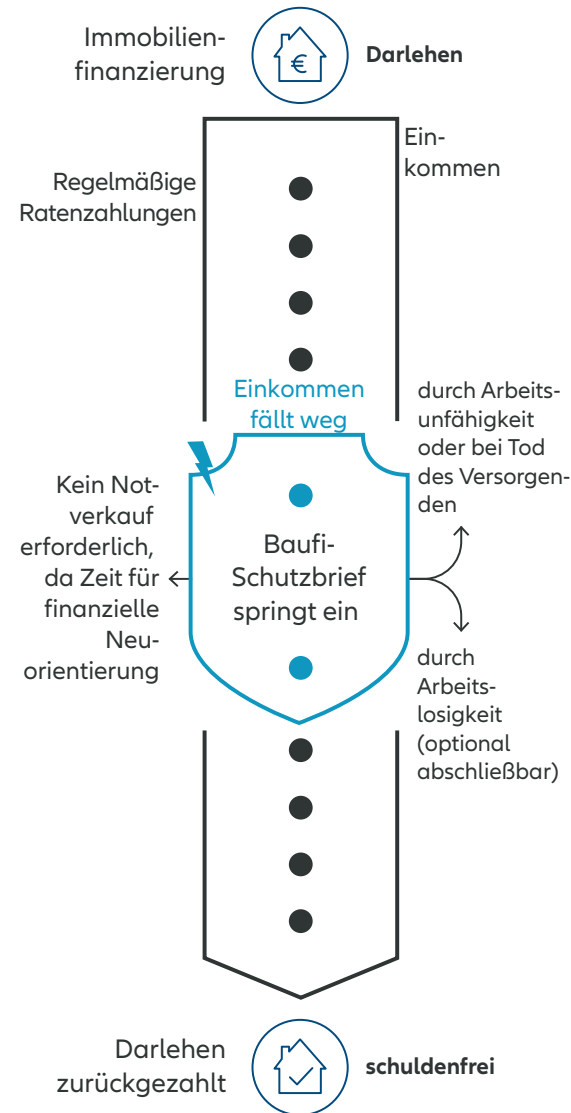 Immobilien-
finanzierung
€
Darlehen
Ein-
kommen
Regelmäßige
Ratenzahlungen
Einkommen
fällt weg
durch Arbeits-
unfähigkeit
oder bei Tod
des Versorgen-
den
Kein Not-
verkauf
erforderlich,
da Zeit für
finanzielle
Neu-
orientierung
Baufi-
Schutzbrief
springt ein
durch
Arbeits-
losigkeit
(optional
abschließbar)
Darlehen
zurückgezahlt
schuldenfrei